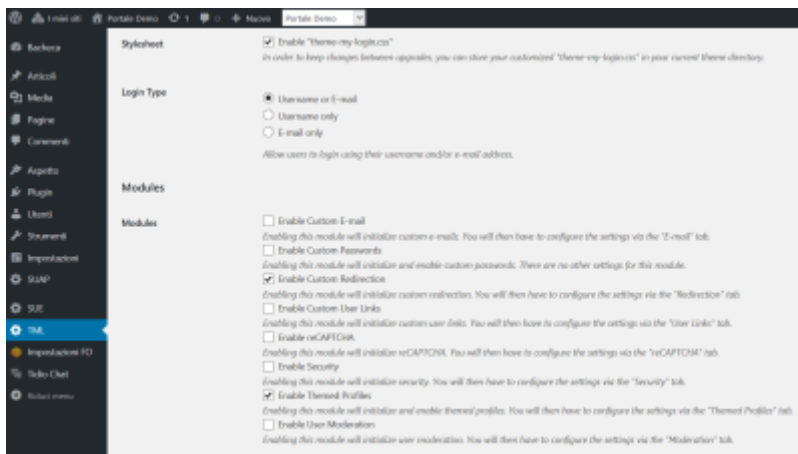 I miei siti Portale Demo 1 0 Nuovo Portale Demo
Bacheca
Articoli
Media
Pagine
Commenti
Aspetto
Plugin
Utenti
Strumenti
Impostazioni
SUAP
SUE
TML
Impostazioni FO
Tidio Chat
Riduci menu
Stylesheet
Enable "theme-my-login.css"
In order to keep changes between upgrades, you can store your customized "theme-my-login.css" in your current theme directory.
Login Type
Username or E-mail
Username only
E-mail only
Allow users to login using their username and/or e-mail address.
Modules
Modules
Enable Custom E-mail
Enabling this module will initialize custom e-mails. You will then have to configure the settings via the "E-mail" tab.
Enable Custom Passwords
Enabling this module will initialize and enable custom passwords. There are no other settings for this module.
Enable Custom Redirection
Enabling this module will initialize custom redirection. You will then have to configure the settings via the "Redirection" tab.
Enable Custom User Links
Enabling this module will initialize custom user links. You will then have to configure the settings via the "User Links" tab.
Enable reCAPTCHA
Enabling this module will initialize reCAPTCHA. You will then have to configure the settings via the "reCAPTCHA" tab.
Enable Security
Enabling this module will initialize security. You will then have to configure the settings via the "Security" tab.
Enable Themed Profiles
Enabling this module will initialize and enable themed profiles. You will then have to configure the settings via the "Themed Profiles" tab.
Enable User Moderation
Enabling this module will initialize user moderation. You will then have to configure the settings via the "Moderation" tab.